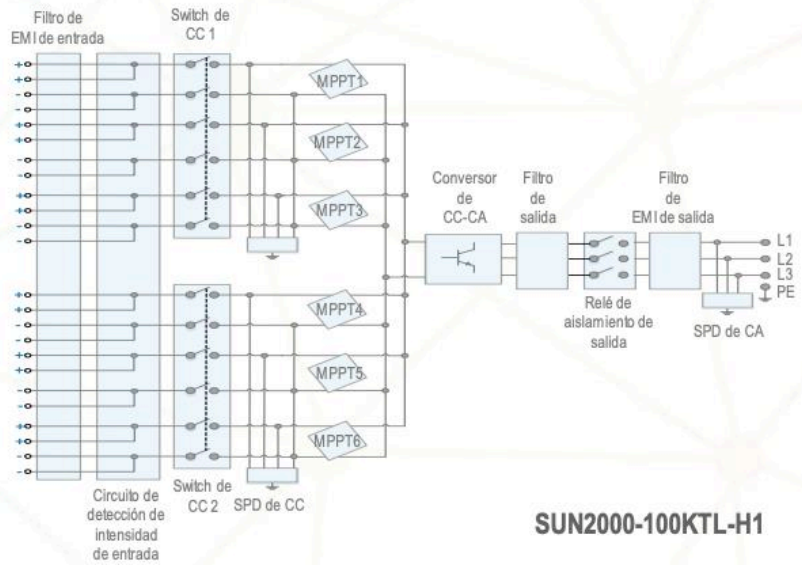 Filtro de
EMI de entrada
Switch de
CC 1
+
+
-
-
+
+
-
-
+
+
-
-
MPPT1
MPPT2
MPPT3
Conversor
de
CC-CA
Filtro
de
salida
Filtro
de
EMI de salida
L1
L2
L3
PE
Relé de
aislamiento de
salida
SPD de CA
+
+
-
-
+
+
-
-
+
+
-
-
MPPT4
MPPT5
MPPT6
Circuito de
detección de
intensidad
de entrada
Switch de
CC 2
SPD de CC
SUN2000-100KTL-H1